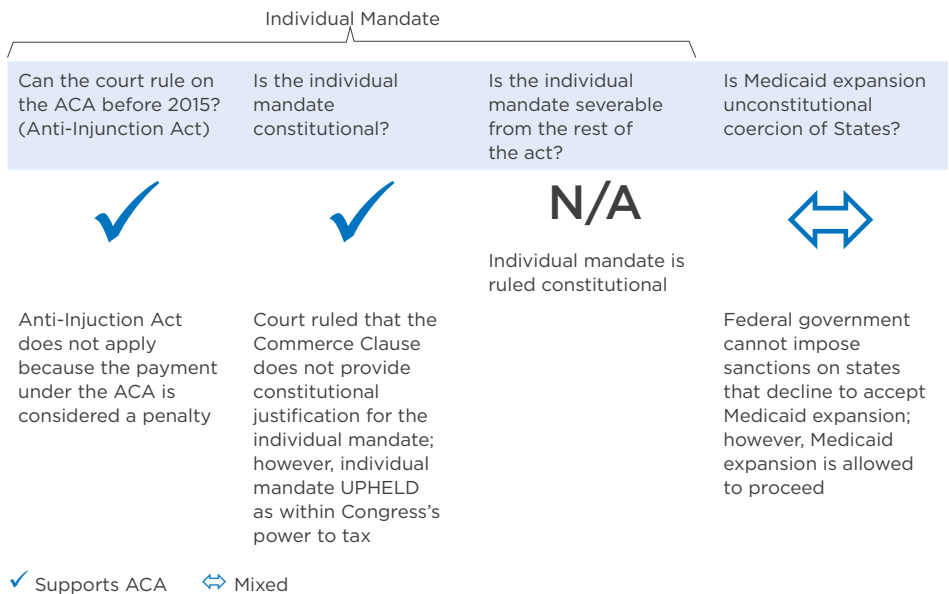 Individual Mandate
Can the court rule on
the ACA before 2015?
(Anti-Injunction Act)
Is the individual
mandate
constitutional?
Is the individual
mandate severable
from the rest of
the act?
Is Medicaid expansion
unconstitutional
coercion of States?
N/A
Individual mandate is
ruled constitutional
Anti-Injuction Act
does not apply
because the payment
under the ACA is
considered a penalty
Court ruled that the
Commerce Clause
does not provide
constitutional
justification for the
individual mandate;
however, individual
mandate UPHELD
as within Congress’s
power to tax
Federal government
cannot impose
sanctions on states
that decline to accept
Medicaid expansion;
however, Medicaid
expansion is allowed
to proceed
Supports ACA
Mixed